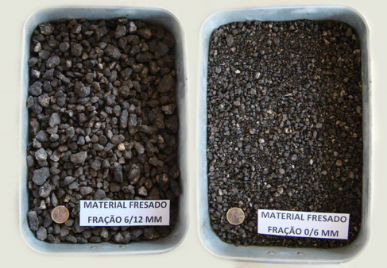 MATERIAL FRESADO
FRAÇÃO 6/12 MM
MATERIAL FRESADO
FRAÇÃO 0/6 MM